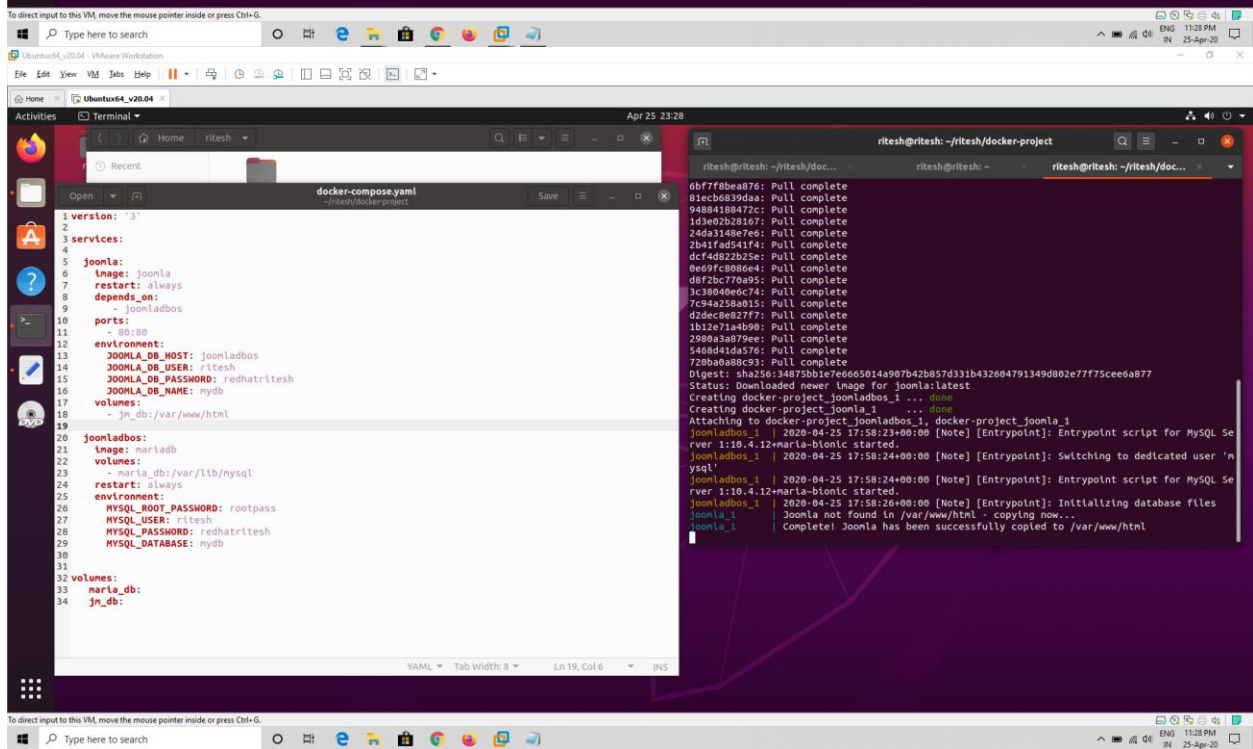 To direct input to this VM, move the mouse pointer inside or press Ctrl+G.
Type here to search
ENG 11:28 PM
IN 25-Apr-20
Ubuntux64_v20.04 - VMware Workstation
File Edit View VM Tabs Help
Home Ubuntux64_v20.04
Activities Terminal Apr 25 23:28
Home ritesh
Recent
Open docker-compose.yaml Save
~/ritesh/docker-project
1 version: '3'
2
3 services:
4
5 joomla:
6 image: joomla
7 restart: always
8 depends_on:
9 - joomladbos
10 ports:
11 - 80:80
12 environment:
13 JOOMLA_DB_HOST: joomladbos
14 JOOMLA_DB_USER: ritesh
15 JOOMLA_DB_PASSWORD: redhatritesh
16 JOOMLA_DB_NAME: mydb
17 volumes:
18 - jm_db:/var/www/html
19
20 joomladbos:
21 image: mariadb
22 volumes:
23 - maria_db:/var/lib/mysql
24 restart: always
25 environment:
26 MYSQL_ROOT_PASSWORD: rootpass
27 MYSQL_USER: ritesh
28 MYSQL_PASSWORD: redhatritesh
29 MYSQL_DATABASE: mydb
30
31
32 volumes:
33 maria_db:
34 jm_db:
YAML Tab Width: 8 Ln 19, Col 6 INS
ritesh@ritesh: ~/ritesh/docker-project
ritesh@ritesh: ~/ritesh/doc... ritesh@ritesh: ~ ritesh@ritesh: ~/ritesh/doc...
6bf7f8bea876: Pull complete
81ecb6839daa: Pull complete
94884188472c: Pull complete
1d3e02b28167: Pull complete
24da3148e7e6: Pull complete
2b41fad541f4: Pull complete
dcf4d822b25e: Pull complete
0e69fc8086e4: Pull complete
d8f2bc770a95: Pull complete
3c38040e6c74: Pull complete
7c94a258a015: Pull complete
d2dec8e827f7: Pull complete
1b12e71a4b90: Pull complete
2980a3a879ee: Pull complete
5468d41da576: Pull complete
720ba0a88c93: Pull complete
Digest: sha256:34875bb1e7e6665014a907b42b857d331b432604791349d802e77f75cee6a877
Status: Downloaded newer image for joomla:latest
Creating docker-project_joomladbos_1 ... done
Creating docker-project_joomla_1 ... done
Attaching to docker-project_joomladbos_1, docker-project_joomla_1
joomladbos_1 | 2020-04-25 17:58:23+00:00 [Note] [Entrypoint]: Entrypoint script for MySQL Se
rver 1:10.4.12+maria~bionic started.
joomladbos_1 | 2020-04-25 17:58:24+00:00 [Note] [Entrypoint]: Switching to dedicated user 'm
ysql'
joomladbos_1 | 2020-04-25 17:58:24+00:00 [Note] [Entrypoint]: Entrypoint script for MySQL Se
rver 1:10.4.12+maria~bionic started.
joomladbos_1 | 2020-04-25 17:58:26+00:00 [Note] [Entrypoint]: Initializing database files
joomla_1 | Joomla not found in /var/www/html - copying now...
joomla_1 | Complete! Joomla has been successfully copied to /var/www/html
DVD
To direct input to this VM, move the mouse pointer inside or press Ctrl+G.
Type here to search
ENG 11:28 PM
IN 25-Apr-20